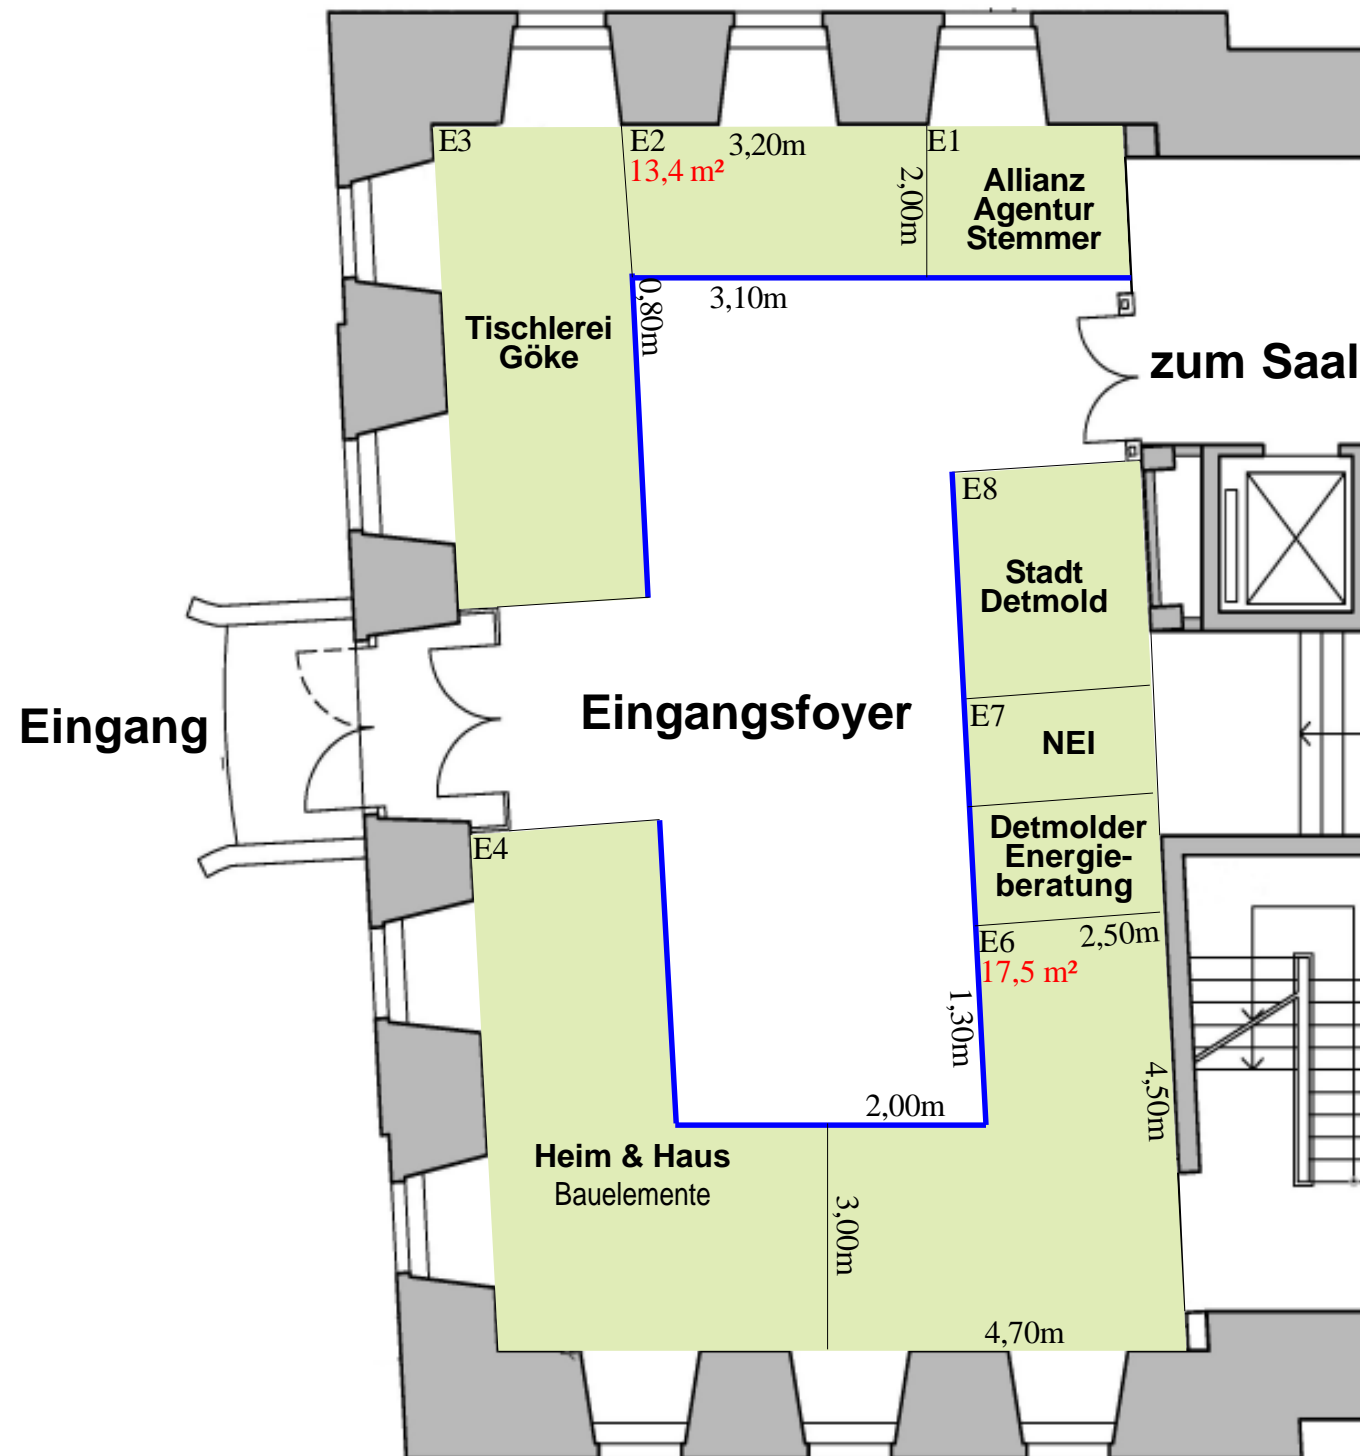 E3
E2
3,20m
E1
13,4 m²
2,00m
Allianz
Agentur
Stemmer
0,80m
3,10m
Tischlerei
Göke
zum Saal
E8
Stadt
Detmold
Eingang
Eingangsfoyer
E7
NEI
Detmolder
Energie-
beratung
E4
E6
2,50m
17,5 m²
1,30m
4,50m
2,00m
Heim & Haus
Bauelemente
3,00m
4,70m